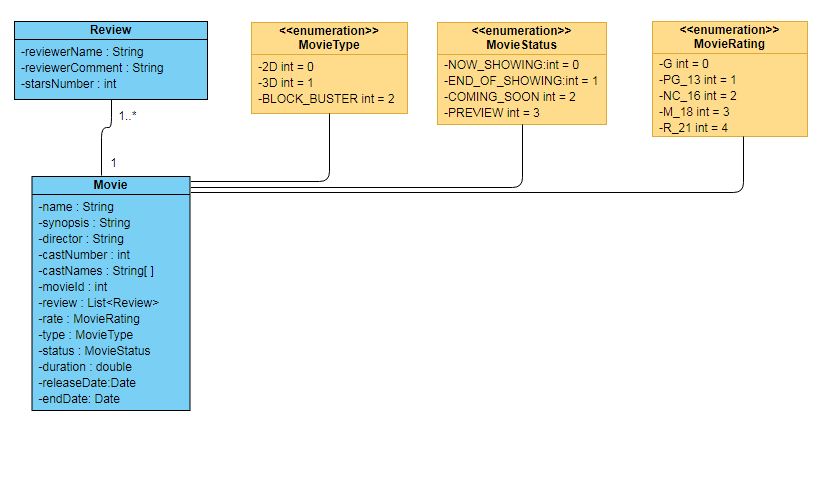 Review
-reviewerName : String
-reviewerComment : String
-starsNumber : int
<<enumeration>>
MovieType
-2D int = 0
-3D int = 1
-BLOCK_BUSTER int = 2
<<enumeration>>
MovieStatus
-NOW_SHOWING:int = 0
-END_OF_SHOWING:int = 1
-COMING_SOON int = 2
-PREVIEW int = 3
<<enumeration>>
MovieRating
-G int = 0
-PG_13 int = 1
-NC_16 int = 2
-M_18 int = 3
-R_21 int = 4
1..*
1
Movie
-name : String
-synopsis : String
-director : String
-castNumber : int
-castNames : String[ ]
-movieId : int
-review : List<Review>
-rate : MovieRating
-type : MovieType
-status : MovieStatus
-duration : double
-releaseDate:Date
-endDate: Date